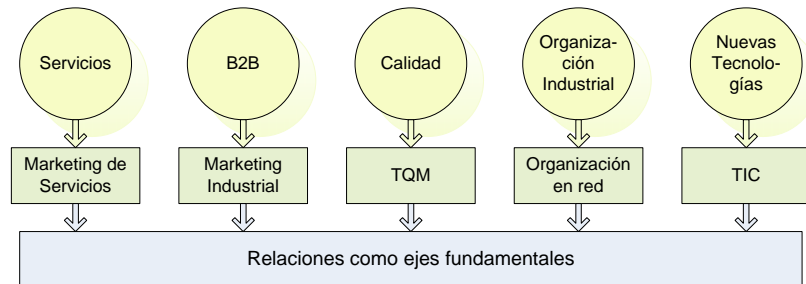 Servicios
B2B
Calidad
Organiza-
ción
Industrial
Nuevas
Tecnolo-
gías
Marketing de
Servicios
Marketing
Industrial
TQM
Organización
en red
TIC
Relaciones como ejes fundamentales